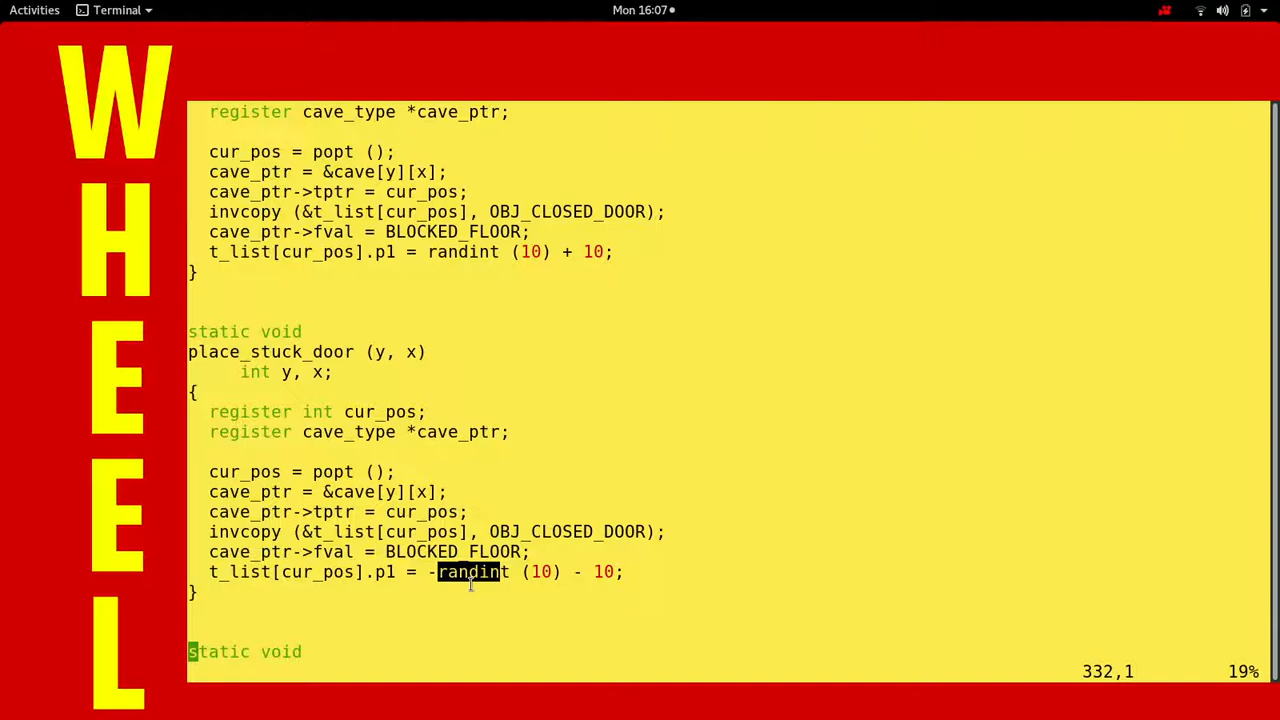 Activities Terminal Mon 16:07
WHEEL
  register cave_type *cave_ptr;
  cur_pos = popt ();
  cave_ptr = &cave[y][x];
  cave_ptr->tptr = cur_pos;
  invcopy (&t_list[cur_pos], OBJ_CLOSED_DOOR);
  cave_ptr->fval = BLOCKED_FLOOR;
  t_list[cur_pos].p1 = randint (10) + 10;
}
static void
place_stuck_door (y, x)
     int y, x;
{
  register int cur_pos;
  register cave_type *cave_ptr;
  cur_pos = popt ();
  cave_ptr = &cave[y][x];
  cave_ptr->tptr = cur_pos;
  invcopy (&t_list[cur_pos], OBJ_CLOSED_DOOR);
  cave_ptr->fval = BLOCKED_FLOOR;
  t_list[cur_pos].p1 = -randint (10) - 10;
}
static void
332,1 19%